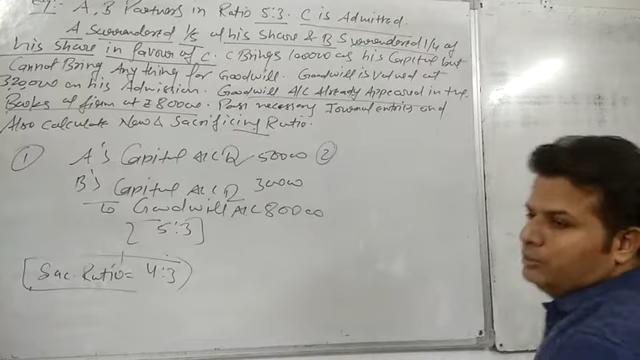 A, B Partners in Ratio 5:3. C is Admitted.
A Surrendered 1/5 of his Share & B Surrendered 1/4 of
his Share in favour of C. C Brings 100000 as his Capital but
Cannot Bring Any thing for Goodwill. Goodwill is Valued at
320000 on his Admission. Goodwill A/C Already Appeared in the
Books of firm at ₹ 80000. Pass necessary Journal entries and
Also Calculate New & Sacrificing Ratio.
① A's Capital A/C Dr 50000 ②
B's Capital A/C Dr 30000
To Goodwill A/C 80000
[5:3]
Sac. Ratio = 4:3